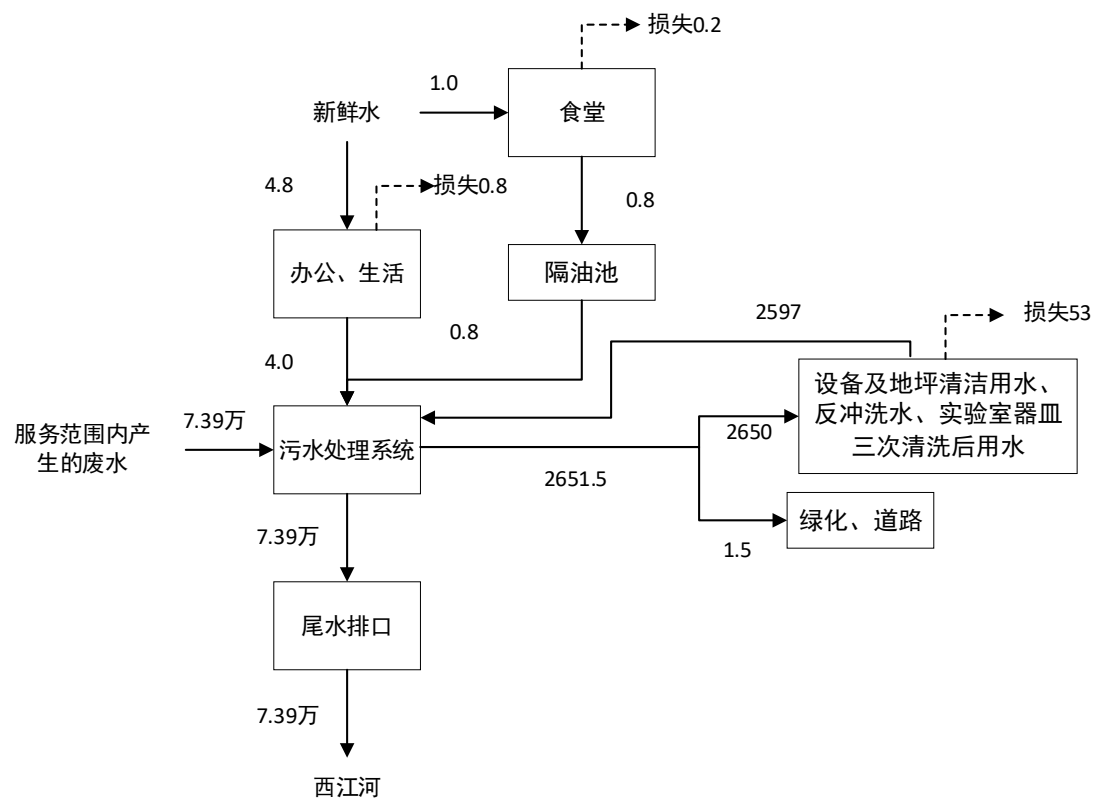 损失0.2
1.0
新鲜水
食堂
4.8
损失0.8
0.8
办公、生活
隔油池
2597
损失53
0.8
4.0
设备及地坪清洁用水、
反冲洗水、实验室器皿
三次清洗后用水
7.39万
服务范围内产
生的废水
污水处理系统
2650
2651.5
绿化、道路
7.39万
1.5
尾水排口
7.39万
西江河